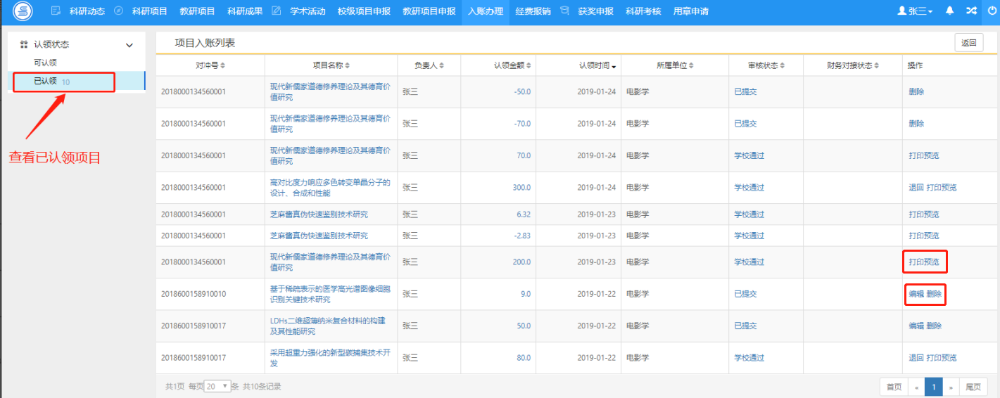 科研动态 科研项目 教研项目 科研成果 学术活动 校级项目申报 教研项目申报 入账办理 经费报销 获奖申报 科研考核 用章申请 张三
认领状态
可认领
已认领 10
查看已认领项目
项目入账列表 返回
对冲号 项目名称 负责人 认领金额 认领时间 所属单位 审核状态 财务对接状态 操作
2018000134560001 现代新儒家道德修养理论及其德育价 张三 -50.0 2019-01-24 电影学 已提交 删除
值研究
2018000134560001 现代新儒家道德修养理论及其德育价 张三 -70.0 2019-01-24 电影学 已提交 删除
值研究
2018000134560001 现代新儒家道德修养理论及其德育价 张三 70.0 2019-01-24 电影学 学校通过 打印预览
值研究
2018000134560001 高对比度力响应多色转变单晶分子的 张三 300.0 2019-01-24 电影学 学校通过 退回 打印预览
设计、合成和性能
2018000134560001 芝麻酱真伪快速鉴别技术研究 张三 6.32 2019-01-23 电影学 学校通过 打印预览
2018000134560001 芝麻酱真伪快速鉴别技术研究 张三 -2.83 2019-01-23 电影学 学校通过 打印预览
2018000134560001 现代新儒家道德修养理论及其德育价 张三 200.0 2019-01-23 电影学 学校通过 打印预览
值研究
2018600158910010 基于稀疏表示的医学高光谱图像细胞 张三 9.0 2019-01-22 电影学 已提交 编辑 删除
识别关键技术研究
2018600158910017 LDHs二维超薄纳米复合材料的构建 张三 50.0 2019-01-22 电影学 已提交 编辑 删除
及其性能研究
2018600158910017 采用超重力强化的新型碳捕集技术开 张三 80.0 2019-01-22 电影学 学校通过 退回 打印预览
发
共1页 每页 20 条 共10条记录 首页 « 1 » 尾页